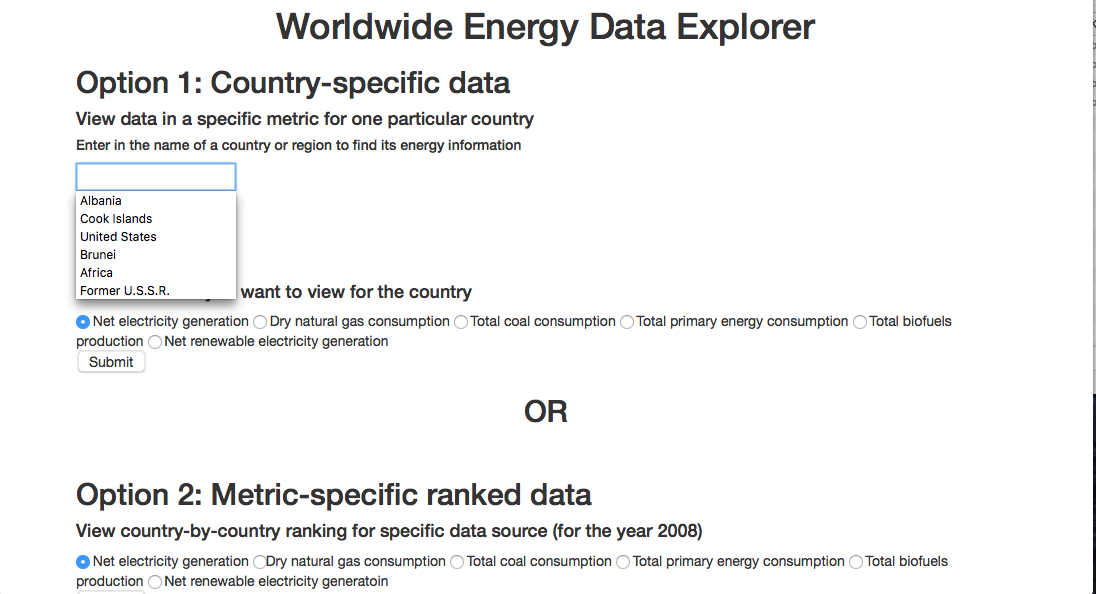 Worldwide Energy Data Explorer
Option 1: Country-specific data
View data in a specific metric for one particular country
Enter in the name of a country or region to find its energy information
Albania
Cook Islands
United States
Brunei
Africa
Former U.S.S.R.
want to view for the country
Net electricity generation Dry natural gas consumption Total coal consumption Total primary energy consumption Total biofuels
production Net renewable electricity generation
Submit
OR
Option 2: Metric-specific ranked data
View country-by-country ranking for specific data source (for the year 2008)
Net electricity generation Dry natural gas consumption Total coal consumption Total primary energy consumption Total biofuels
production Net renewable electricity generatoin